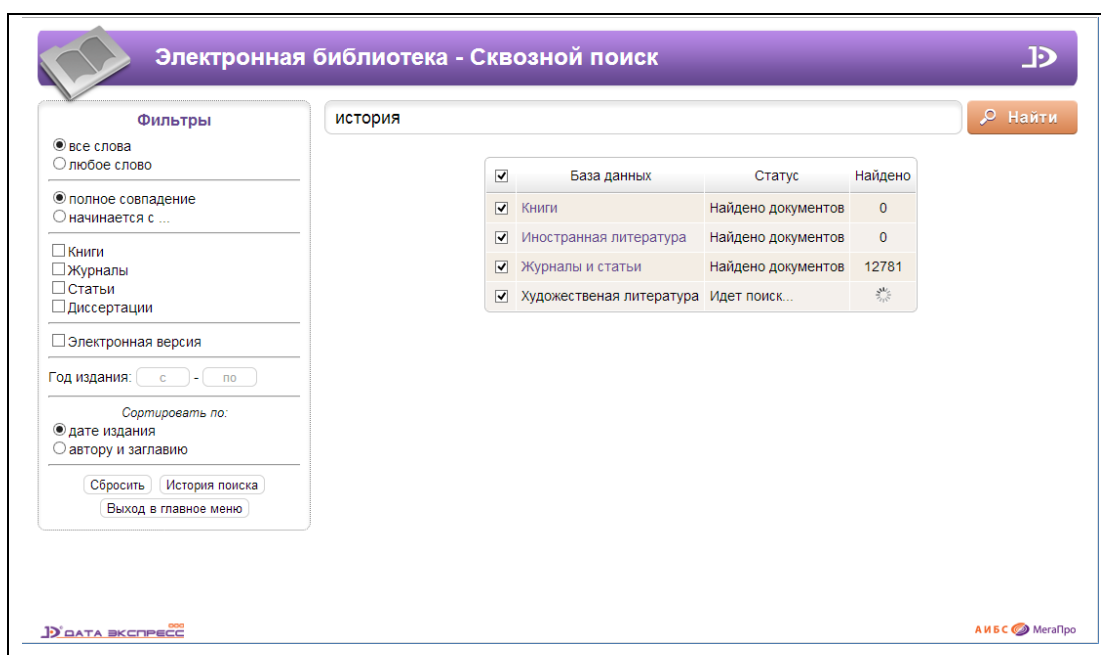 Электронная библиотека - Сквозной поиск
Фильтры
все слова
любое слово
полное совпадение
начинается с ...
Книги
Журналы
Статьи
Диссертации
Электронная версия
Год издания: с - по
Сортировать по:
дате издания
автору и заглавию
Сбросить История поиска
Выход в главное меню
история Найти
База данных Статус Найдено
Книги Найдено документов 0
Иностранная литература Найдено документов 0
Журналы и статьи Найдено документов 12781
Художественая литература Идет поиск...
ДАТА ЭКСПРЕСС
АИБС МегаПро